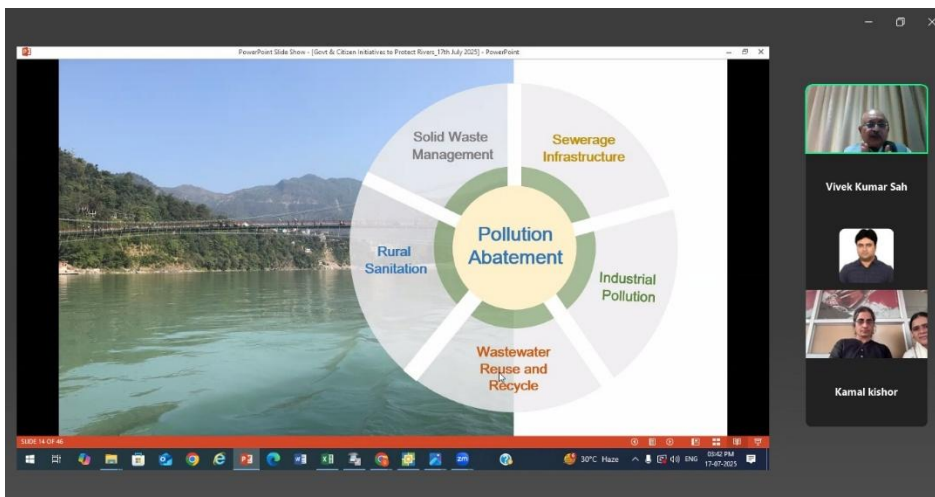 PowerPoint Slide Show - [Govt & Citizen Initiatives to Protect Rivers_17th July 2025] - PowerPoint
Solid Waste
Management
Sewerage
Infrastructure
Rural
Sanitation
Pollution
Abatement
Industrial
Pollution
Wastewater
Reuse and
Recycle
Vivek Kumar Sah
Kamal kishor
SLIDE 14 OF 46
30°C Haze
ENG
03:42 PM
17-07-2025
zm